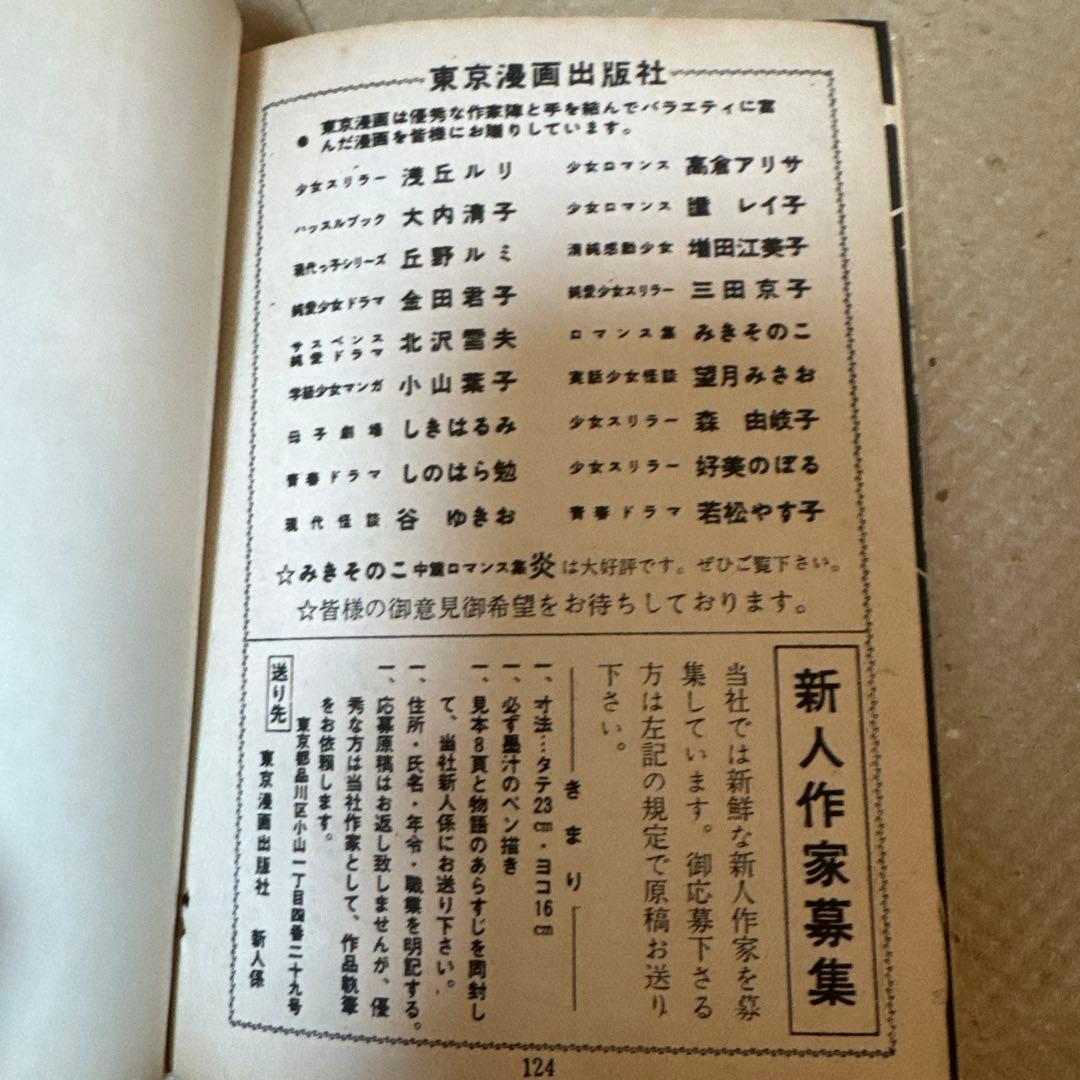 東京漫画出版社
● 東京漫画は優秀な作家陣と手を結んでバラエティに富
んだ漫画を皆様にお贈りしています。
少女スリラー 浅丘ルリ
ハッスルブック 大内清子
現代っ子シリーズ 丘野ルミ
純愛少女ドラマ 金田君子
サスペンス
純愛ドラマ 北沢雪夫
学話少女マンガ 小山葉子
母子劇場 しきはるみ
青春ドラマ しのはら勉
現代怪談 谷 ゆきお
少女ロマンス 高倉アリサ
少女ロマンス レイ子
清純感動少女 増田江美子
純愛少女スリラー 三田京子
ロマンス集 みきそのこ
実話少女怪談 望月みさお
少女スリラー 森 由岐子
少女スリラー 好美のぼる
青春ドラマ 若松やす子
☆みきそのこ中篇ロマンス集炎は大好評です。ぜひご覧下さい。
☆皆様の御意見御希望をお待ちしております。
新人作家募集
当社では新鮮な新人作家を募
集しています。御応募下さる
方は左記の規定で原稿お送り
下さい。
きまり
一、寸法…タテ23cm・ヨコ16cm
一、必ず墨汁のペン描き
一、見本8頁と物語のあらすじを同封し
て、当社新人係にお送り下さい。
一、住所・氏名・年令・職業を明記する。
一、応募原稿はお返し致しませんが、優
秀な方は当社作家として、作品執筆
をお依頼します。
送り先
東京都品川区小山一丁目四番二十九号
東京漫画出版社 新人係
124